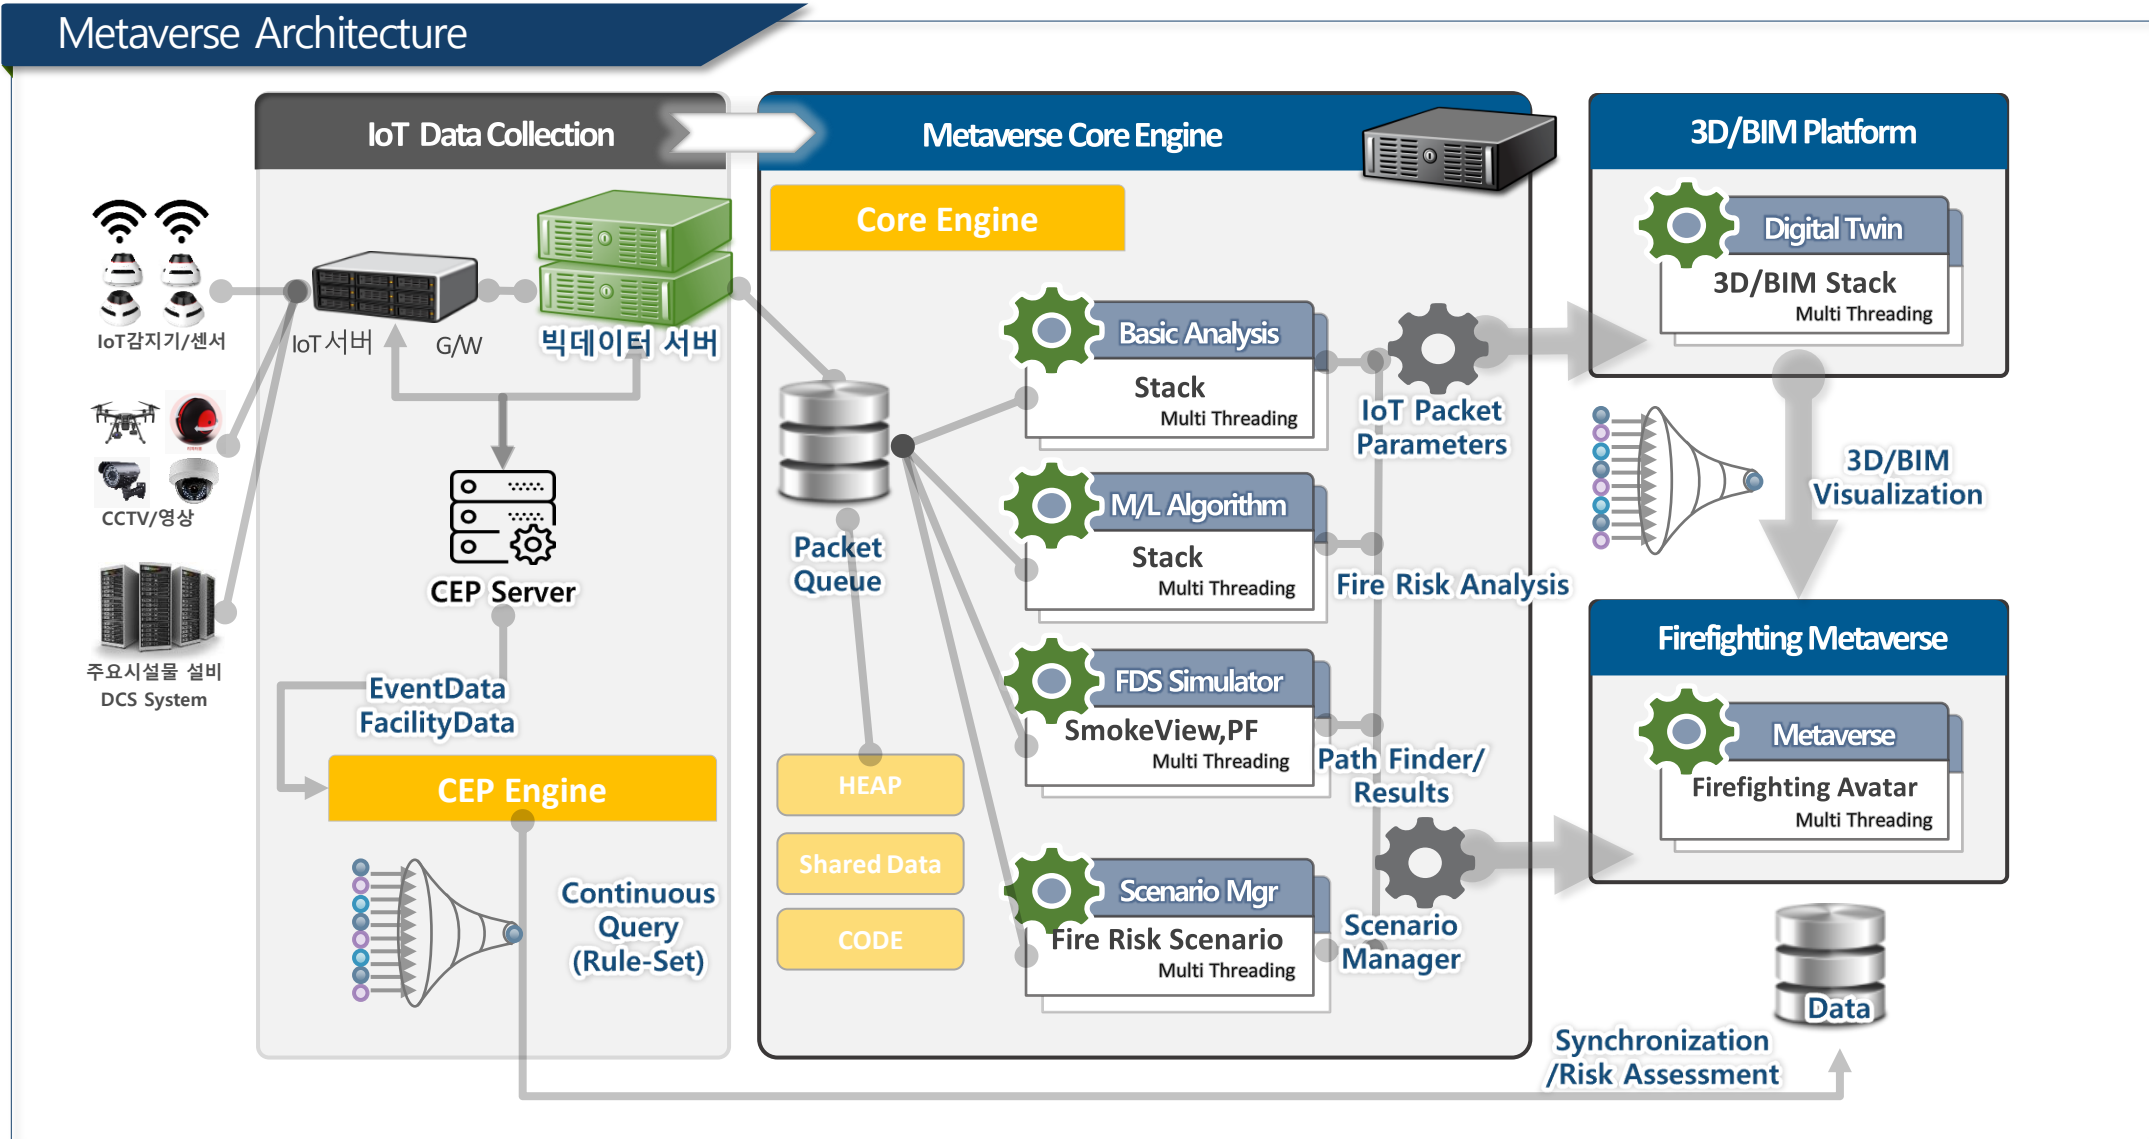 Metaverse Architecture
IoT Data Collection
IoT감지기/센서
CCTV/영상
주요시설물 설비
DCS System
IoT서버
G/W
빅데이터 서버
CEP Server
EventData
FacilityData
CEP Engine
Continuous
Query
(Rule-Set)
Metaverse Core Engine
Core Engine
Packet
Queue
HEAP
Shared Data
CODE
Basic Analysis
Stack
Multi Threading
M/L Algorithm
Stack
Multi Threading
FDS Simulator
SmokeView,PF
Multi Threading
Scenario Mgr
Fire Risk Scenario
Multi Threading
IoT Packet
Parameters
Fire Risk Analysis
Path Finder/
Results
Scenario
Manager
3D/BIM Platform
Digital Twin
3D/BIM Stack
Multi Threading
3D/BIM
Visualization
Firefighting Metaverse
Metaverse
Firefighting Avatar
Multi Threading
Data
Synchronization
/Risk Assessment